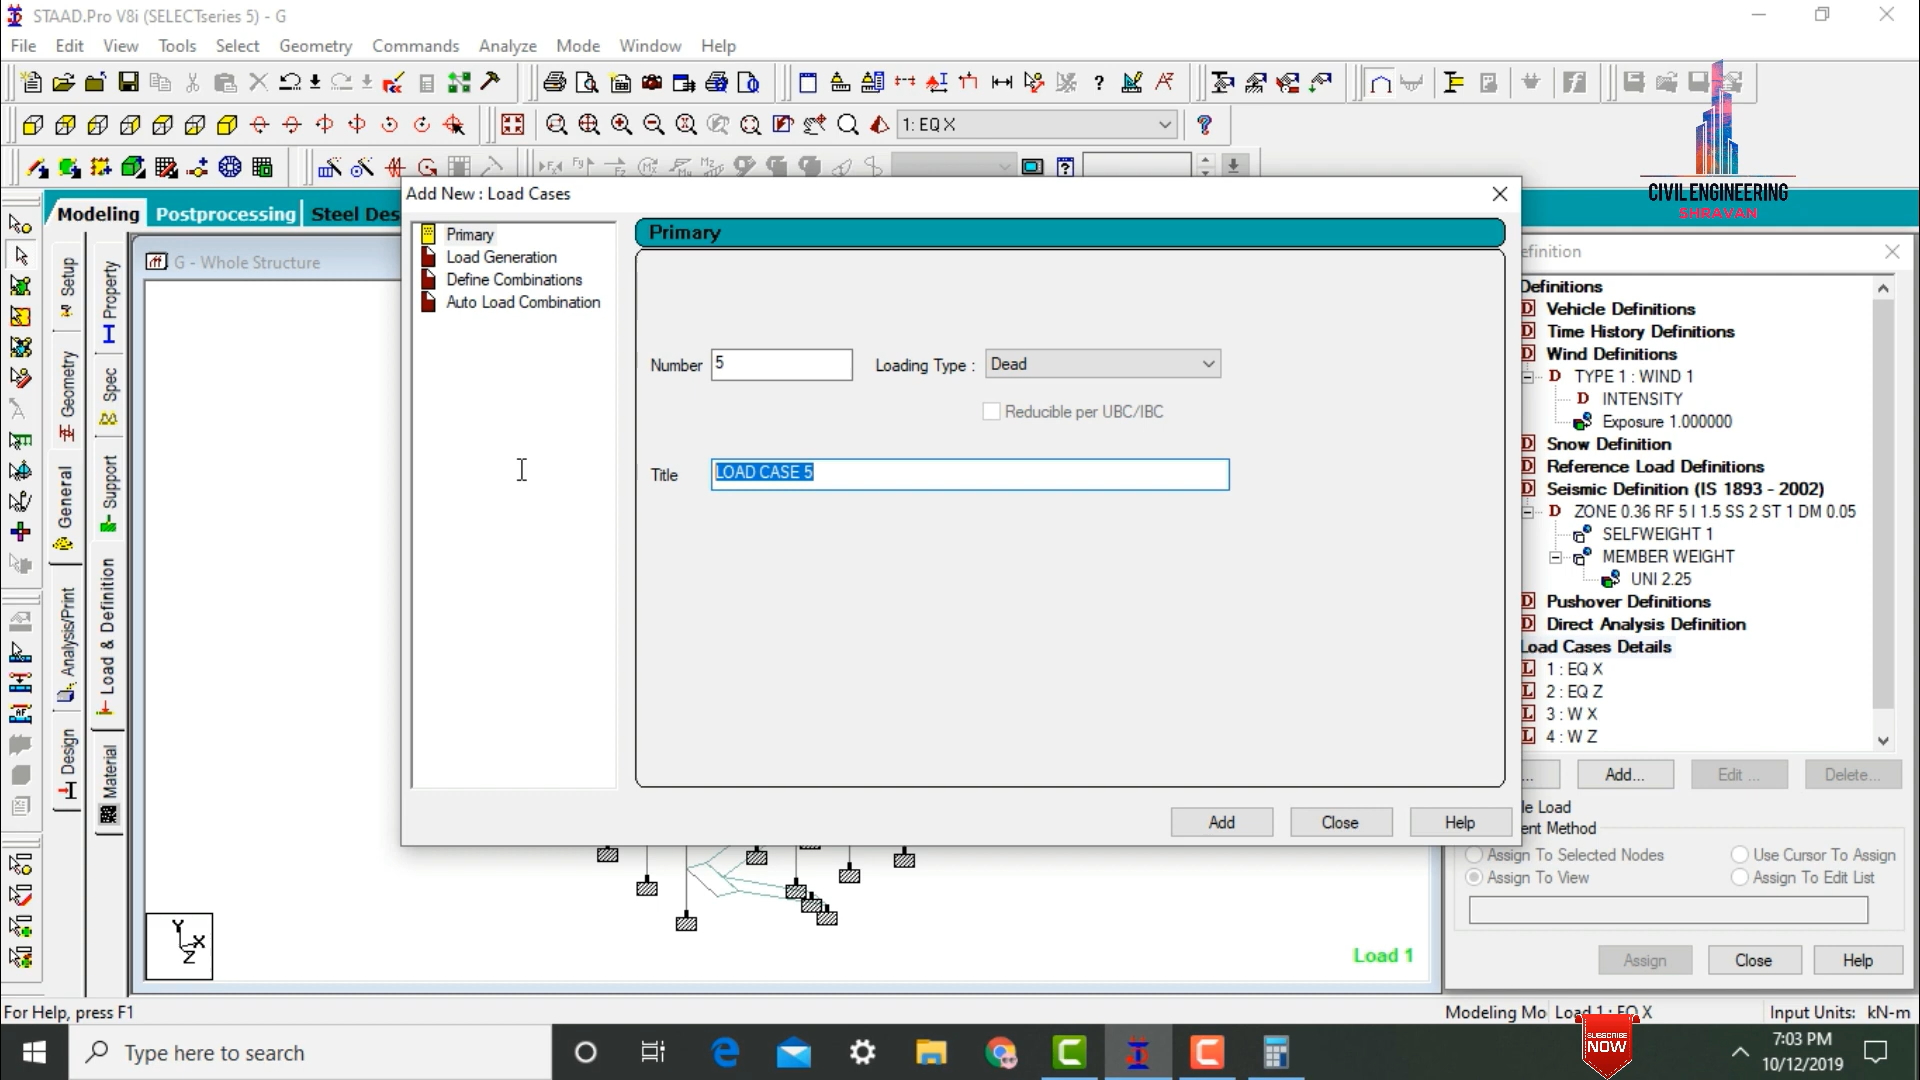 STAAD.Pro V8i (SELECTseries 5) - G
File Edit View Tools Select Geometry Commands Analyze Mode Window Help
1: EQ X
CIVIL ENGINEERING
SHRAVAN
Modeling Postprocessing Steel Des
Setup
Geometry
General
Analysis/Print
Design
Property
Spec
Support
Load & Definition
Material
G - Whole Structure
Add New : Load Cases
Primary
Load Generation
Define Combinations
Auto Load Combination
Primary
Number 5 Loading Type : Dead
Reducible per UBC/IBC
Title LOAD CASE 5
Add Close Help
efinition
Definitions
Vehicle Definitions
Time History Definitions
Wind Definitions
TYPE 1 : WIND 1
INTENSITY
Exposure 1.000000
Snow Definition
Reference Load Definitions
Seismic Definition (IS 1893 - 2002)
ZONE 0.36 RF 5 I 1.5 SS 2 ST 1 DM 0.05
SELFWEIGHT 1
MEMBER WEIGHT
UNI 2.25
Pushover Definitions
Direct Analysis Definition
Load Cases Details
1 : EQ X
2 : EQ Z
3 : W X
4 : W Z
... Add... Edit ... Delete...
le Load
ent Method
Assign To Selected Nodes Use Cursor To Assign
Assign To View Assign To Edit List
Assign Close Help
Y
X
Z
Load 1
For Help, press F1
Modeling Mo Load 1 : EQ X Input Units: kN-m
Type here to search
SUBSCRIBE
NOW
7:03 PM
10/12/2019